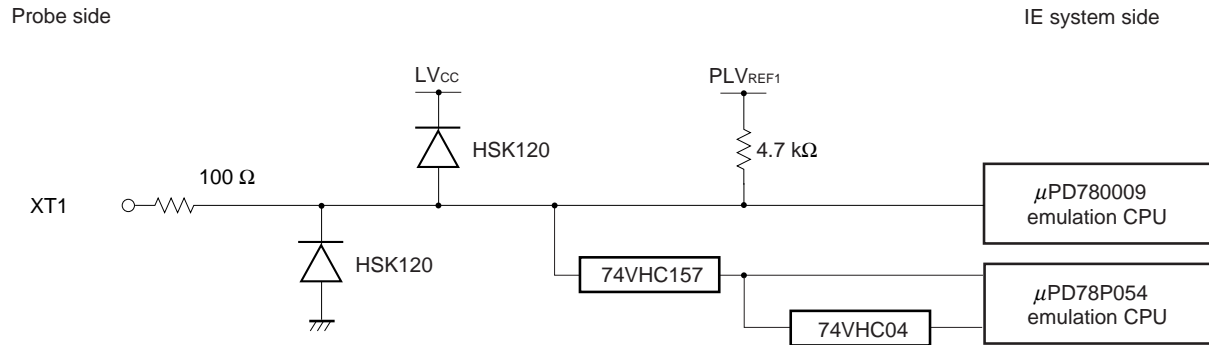 Probe side
IE system side
LVCC
PLVREF1
HSK120
4.7 kΩ
100 Ω
XT1
μPD780009
emulation CPU
HSK120
74VHC157
μPD78P054
emulation CPU
74VHC04